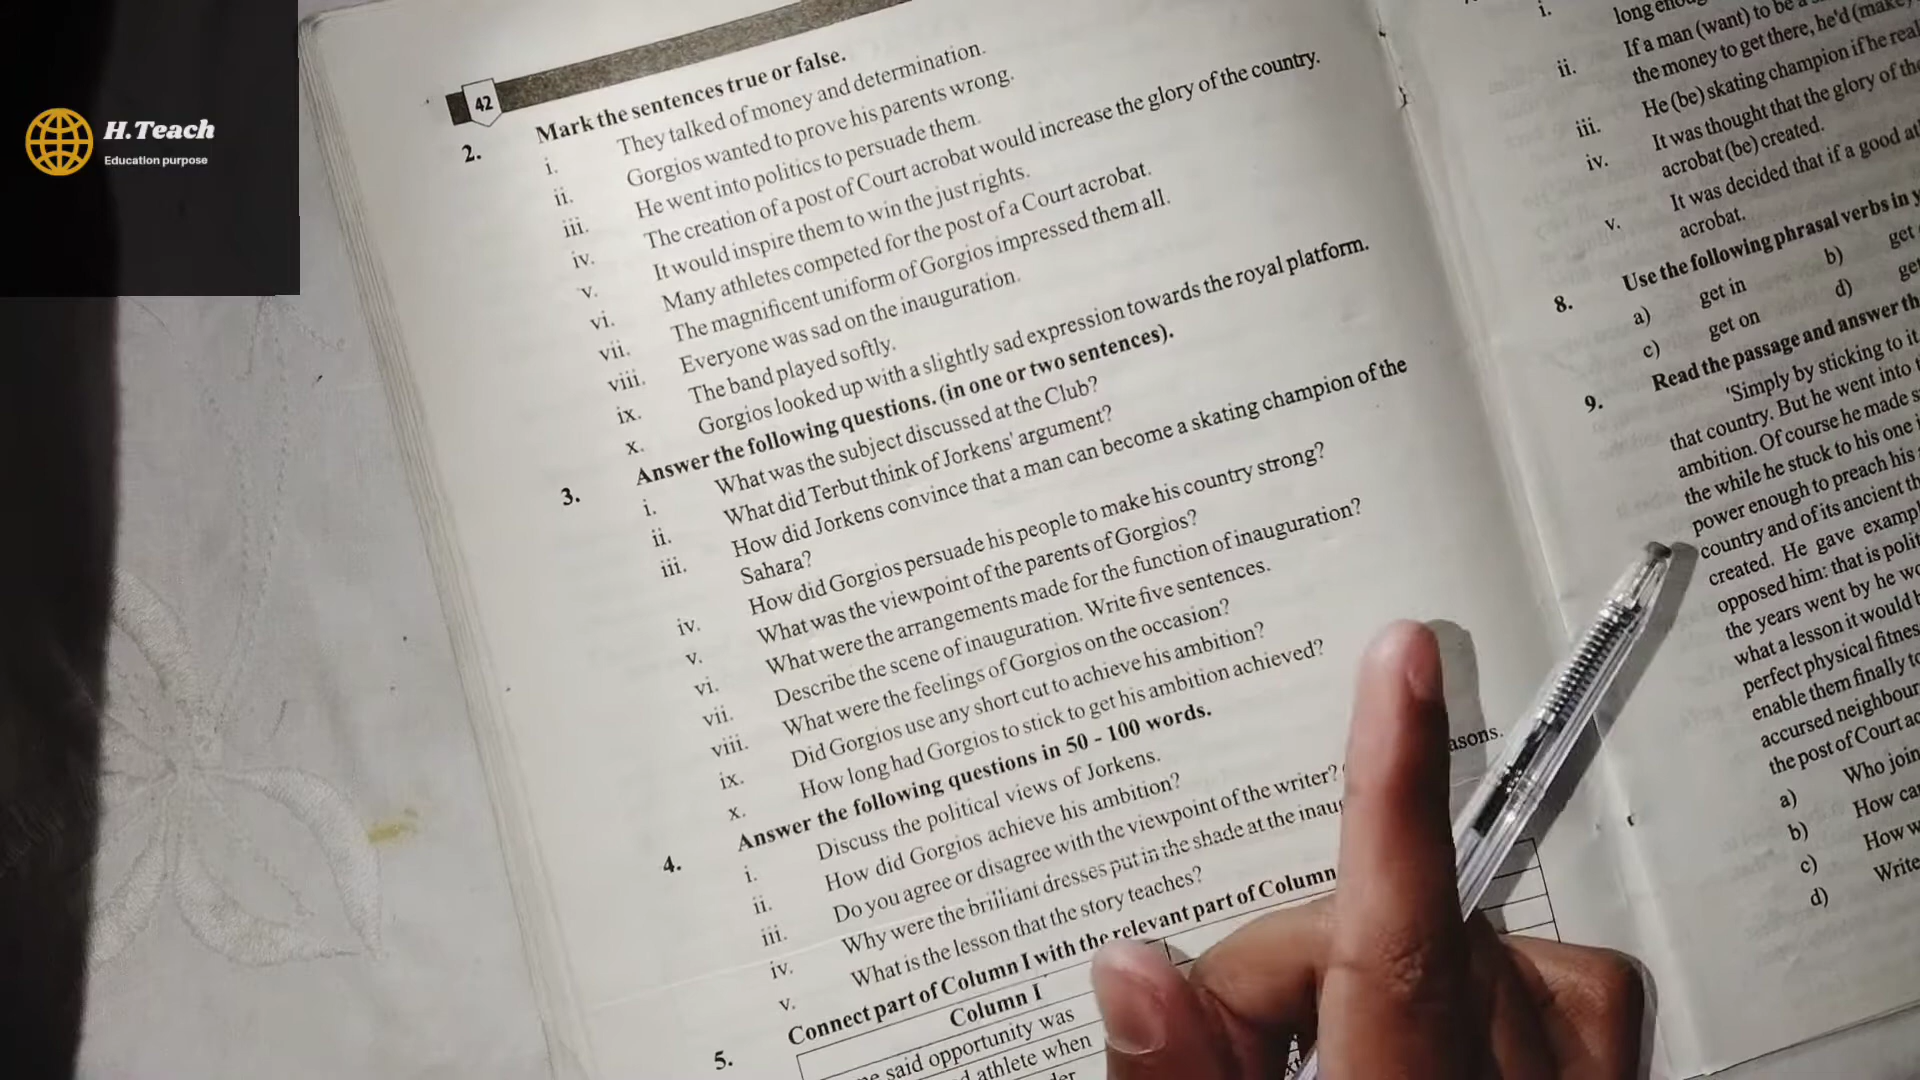 H.Teach
Education purpose
42
2. Mark the sentences true or false.
i. They talked of money and determination.
ii. Gorgios wanted to prove his parents wrong.
iii. He went into politics to persuade them.
iv. The creation of a post of Court acrobat would increase the glory of the country.
v. It would inspire them to win the just rights.
vi. Many athletes competed for the post of a Court acrobat.
vii. The magnificent uniform of Gorgios impressed them all.
viii. Everyone was sad on the inauguration.
ix. The band played softly.
x. Gorgios looked up with a slightly sad expression towards the royal platform.
3. Answer the following questions. (in one or two sentences).
i. What was the subject discussed at the Club?
ii. What did Terbut think of Jorkens' argument?
iii. How did Jorkens convince that a man can become a skating champion of the
Sahara?
iv. How did Gorgios persuade his people to make his country strong?
v. What was the viewpoint of the parents of Gorgios?
vi. What were the arrangements made for the function of inauguration?
vii. Describe the scene of inauguration. Write five sentences.
viii. What were the feelings of Gorgios on the occasion?
ix. Did Gorgios use any short cut to achieve his ambition?
x. How long had Gorgios to stick to get his ambition achieved?
4. Answer the following questions in 50 - 100 words.
i. Discuss the political views of Jorkens.
ii. How did Gorgios achieve his ambition?
iii. Do you agree or disagree with the viewpoint of the writer?
iv. Why were the brilliant dresses put in the shade at the
v. What is the lesson that the story teaches?
5. Connect part of Column I with the relevant part of Column
Column I
said opportunity was
athlete when
i. long
If a man (want) to be a
ii. the money to get there, he'd (make)
He (be) skating champion if he
iii. It was thought that the glory of the
iv. acrobat (be) created.
It was decided that if a good
v. acrobat.
8. Use the following phrasal verbs in
a) get in b) get
c) get on d)
9. Read the passage and answer
'Simply by sticking to it
that country. But he went into
ambition. Of course he made
the while he stuck to his one
power enough to preach his
country and of its ancient
created. He gave
opposed him: that is
the years went by he
what a lesson it would
perfect physical
enable them finally to
accursed
the post of Court
a) Who
b) How
c) How
d) Write